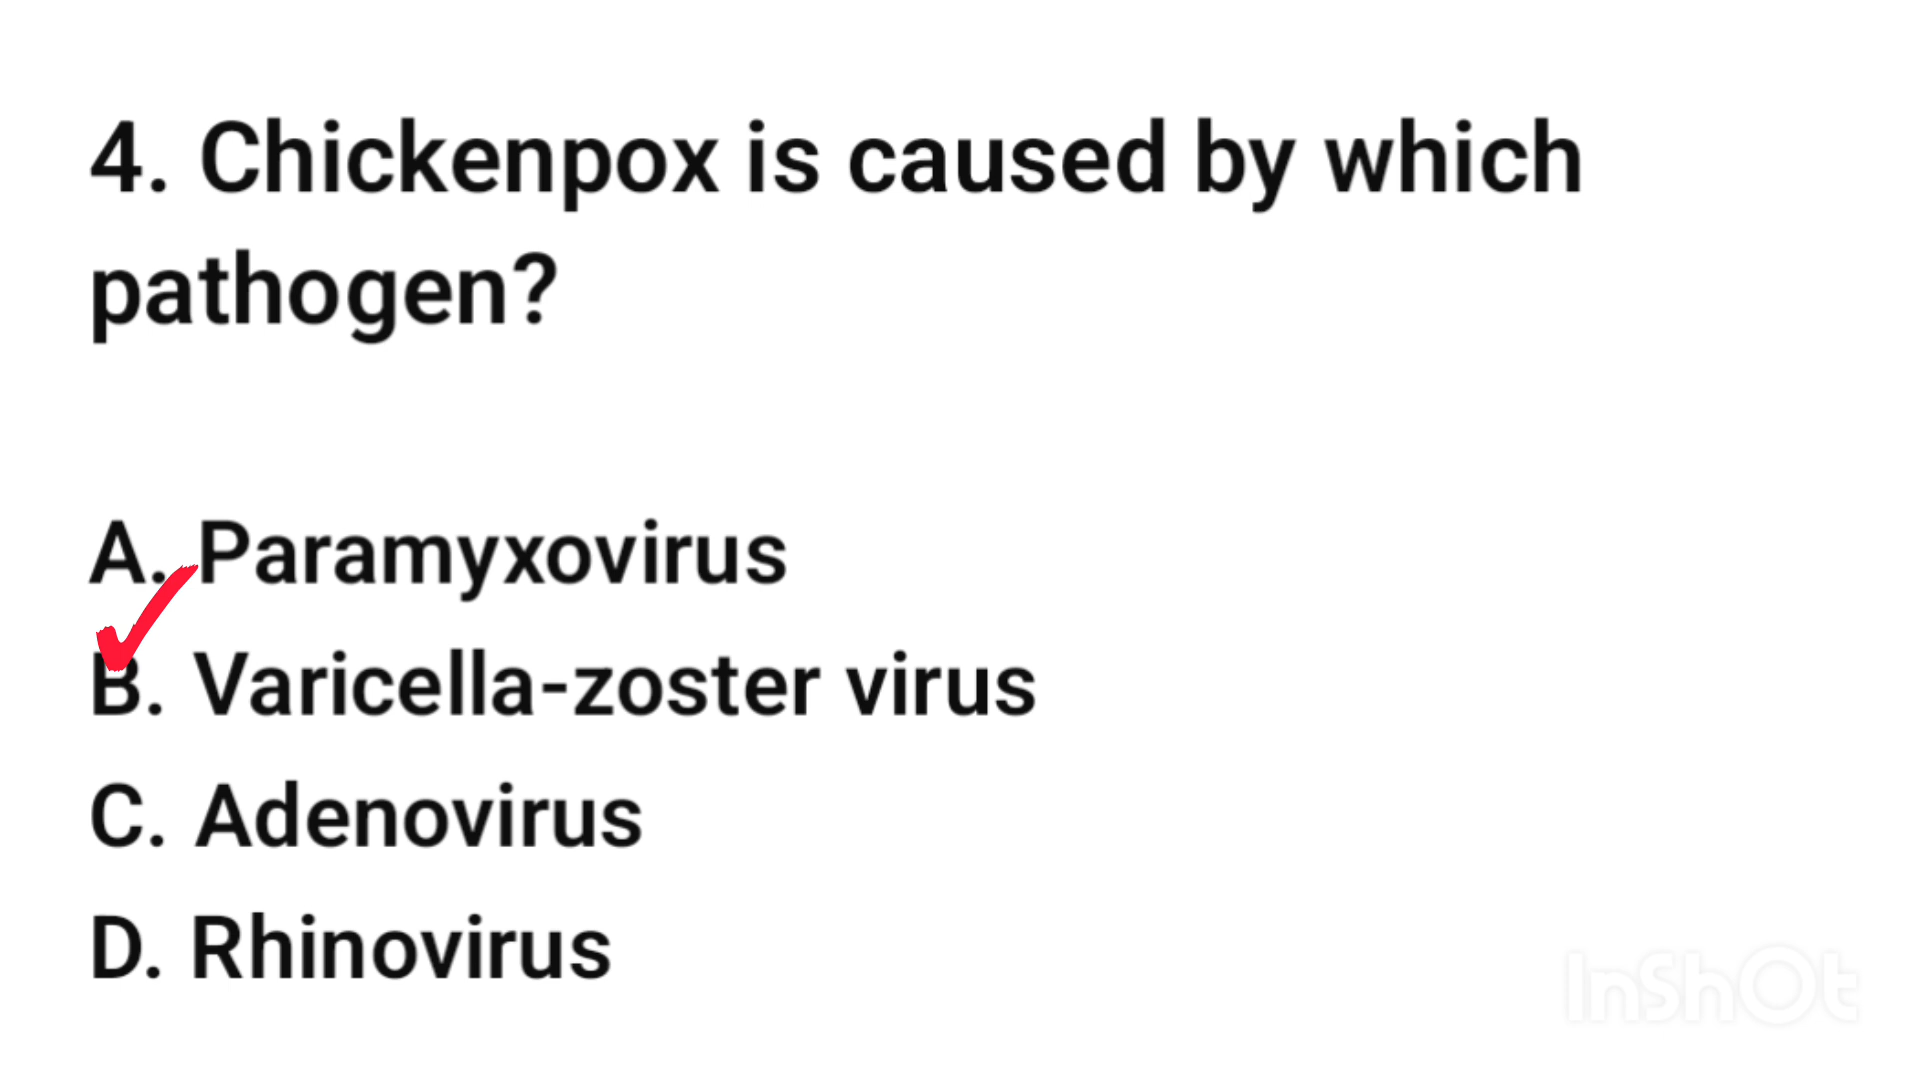 4. Chickenpox is caused by which
pathogen?
A. Paramyxovirus
B. Varicella-zoster virus
C. Adenovirus
D. Rhinovirus
InShOt